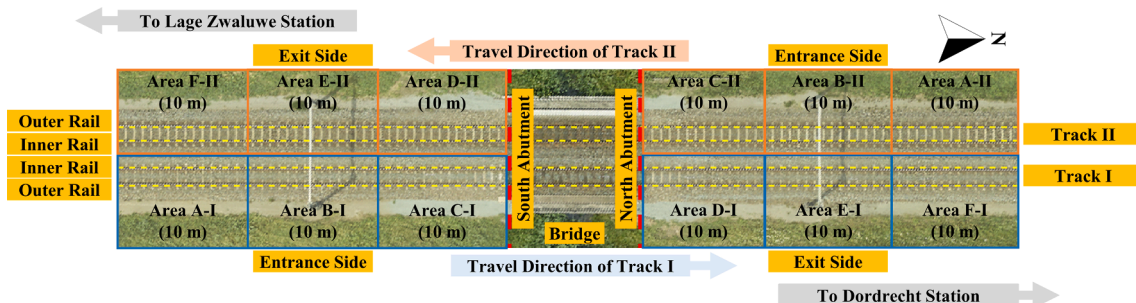 To Lage Zwaluwe Station
Exit Side
Travel Direction of Track II
Entrance Side
N
Area F-II
(10 m)
Area E-II
(10 m)
Area D-II
(10 m)
Area C-II
(10 m)
Area B-II
(10 m)
Area A-II
(10 m)
South Abutment
North Abutment
Outer Rail
Inner Rail
Inner Rail
Outer Rail
Track II
Track I
Area A-I
(10 m)
Area B-I
(10 m)
Area C-I
(10 m)
Bridge
Area D-I
(10 m)
Area E-I
(10 m)
Area F-I
(10 m)
Entrance Side
Travel Direction of Track I
Exit Side
To Dordrecht Station